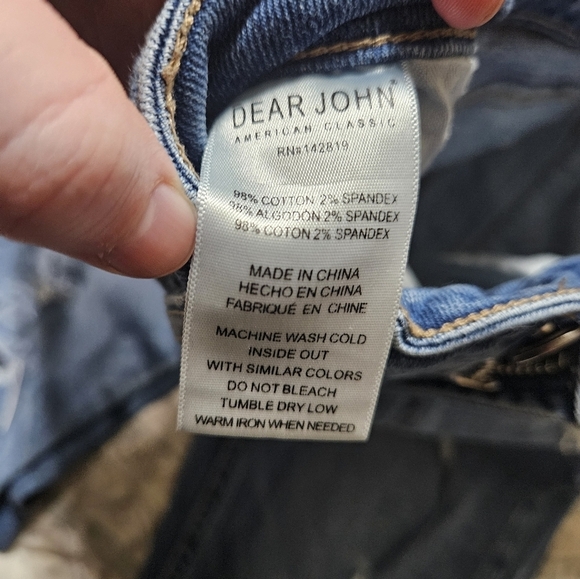 DEAR JOHN
AMERICAN CLASSIC
RN#142819
98% COTTON 2% SPANDEX
98% ALGODON 2% SPANDEX
98% COTON 2% SPANDEX
MADE IN CHINA
HECHO EN CHINA
FABRIQUÉ EN CHINE
MACHINE WASH COLD
INSIDE OUT
WITH SIMILAR COLORS
DO NOT BLEACH
TUMBLE DRY LOW
WARM IRON WHEN NEEDED